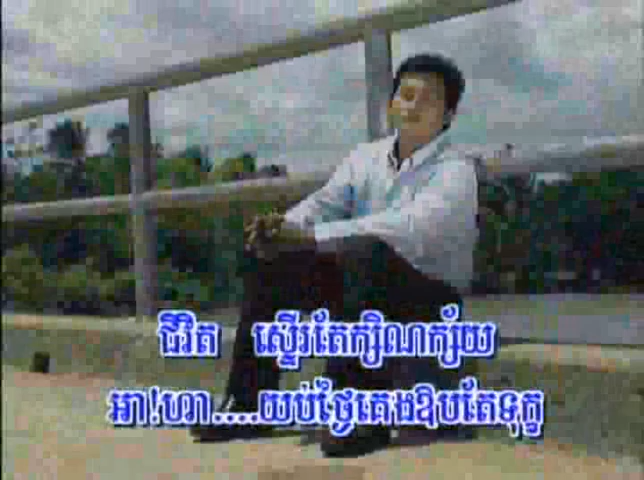 ជីវិត ស្ទើរតែក្សិណក្ស័យ
អា!ហា....យប់ថ្ងៃគេងឱបតែទុក្ខ